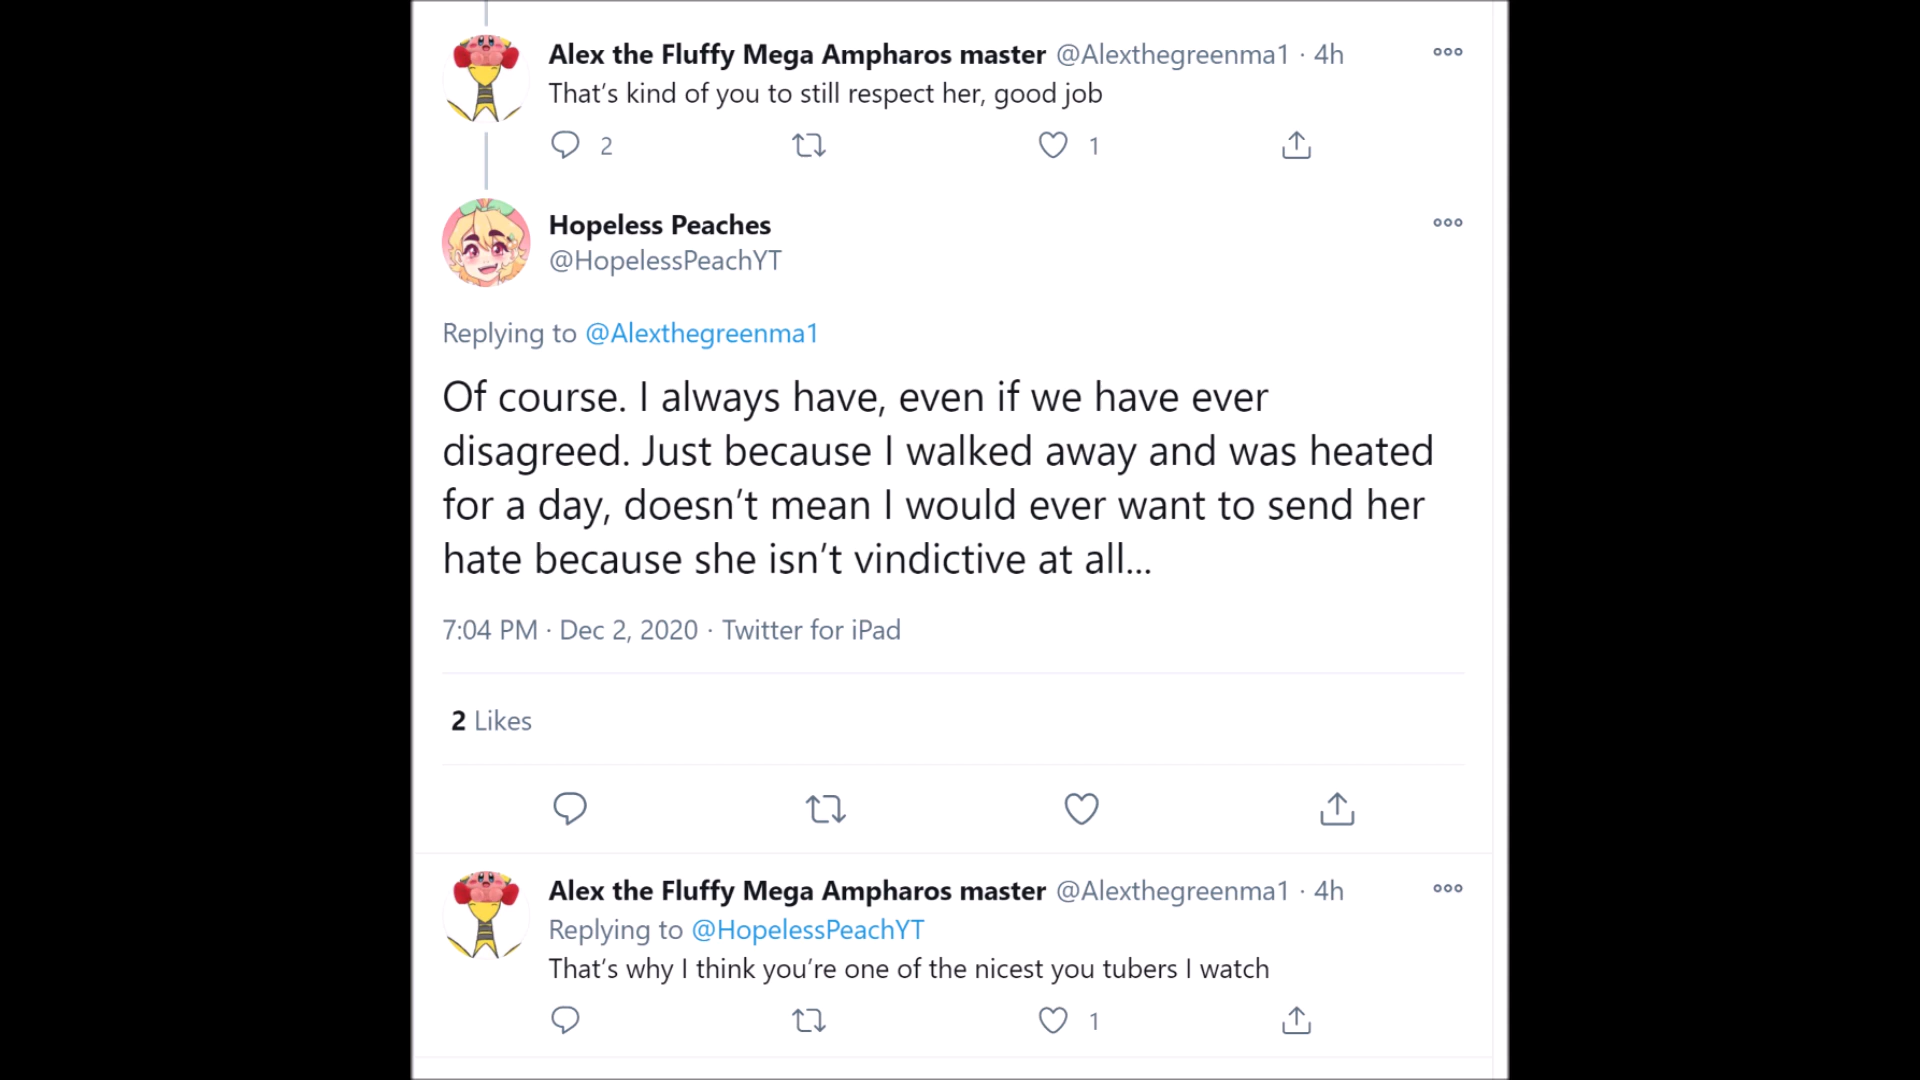 Alex the Fluffy Mega Ampharos master @Alexthegreenma1 · 4h
That's kind of you to still respect her, good job
2 1
Hopeless Peaches
@HopelessPeachYT
Replying to @Alexthegreenma1
Of course. I always have, even if we have ever
disagreed. Just because I walked away and was heated
for a day, doesn't mean I would ever want to send her
hate because she isn't vindictive at all...
7:04 PM · Dec 2, 2020 · Twitter for iPad
2 Likes
Alex the Fluffy Mega Ampharos master @Alexthegreenma1 · 4h
Replying to @HopelessPeachYT
That's why I think you're one of the nicest you tubers I watch
1